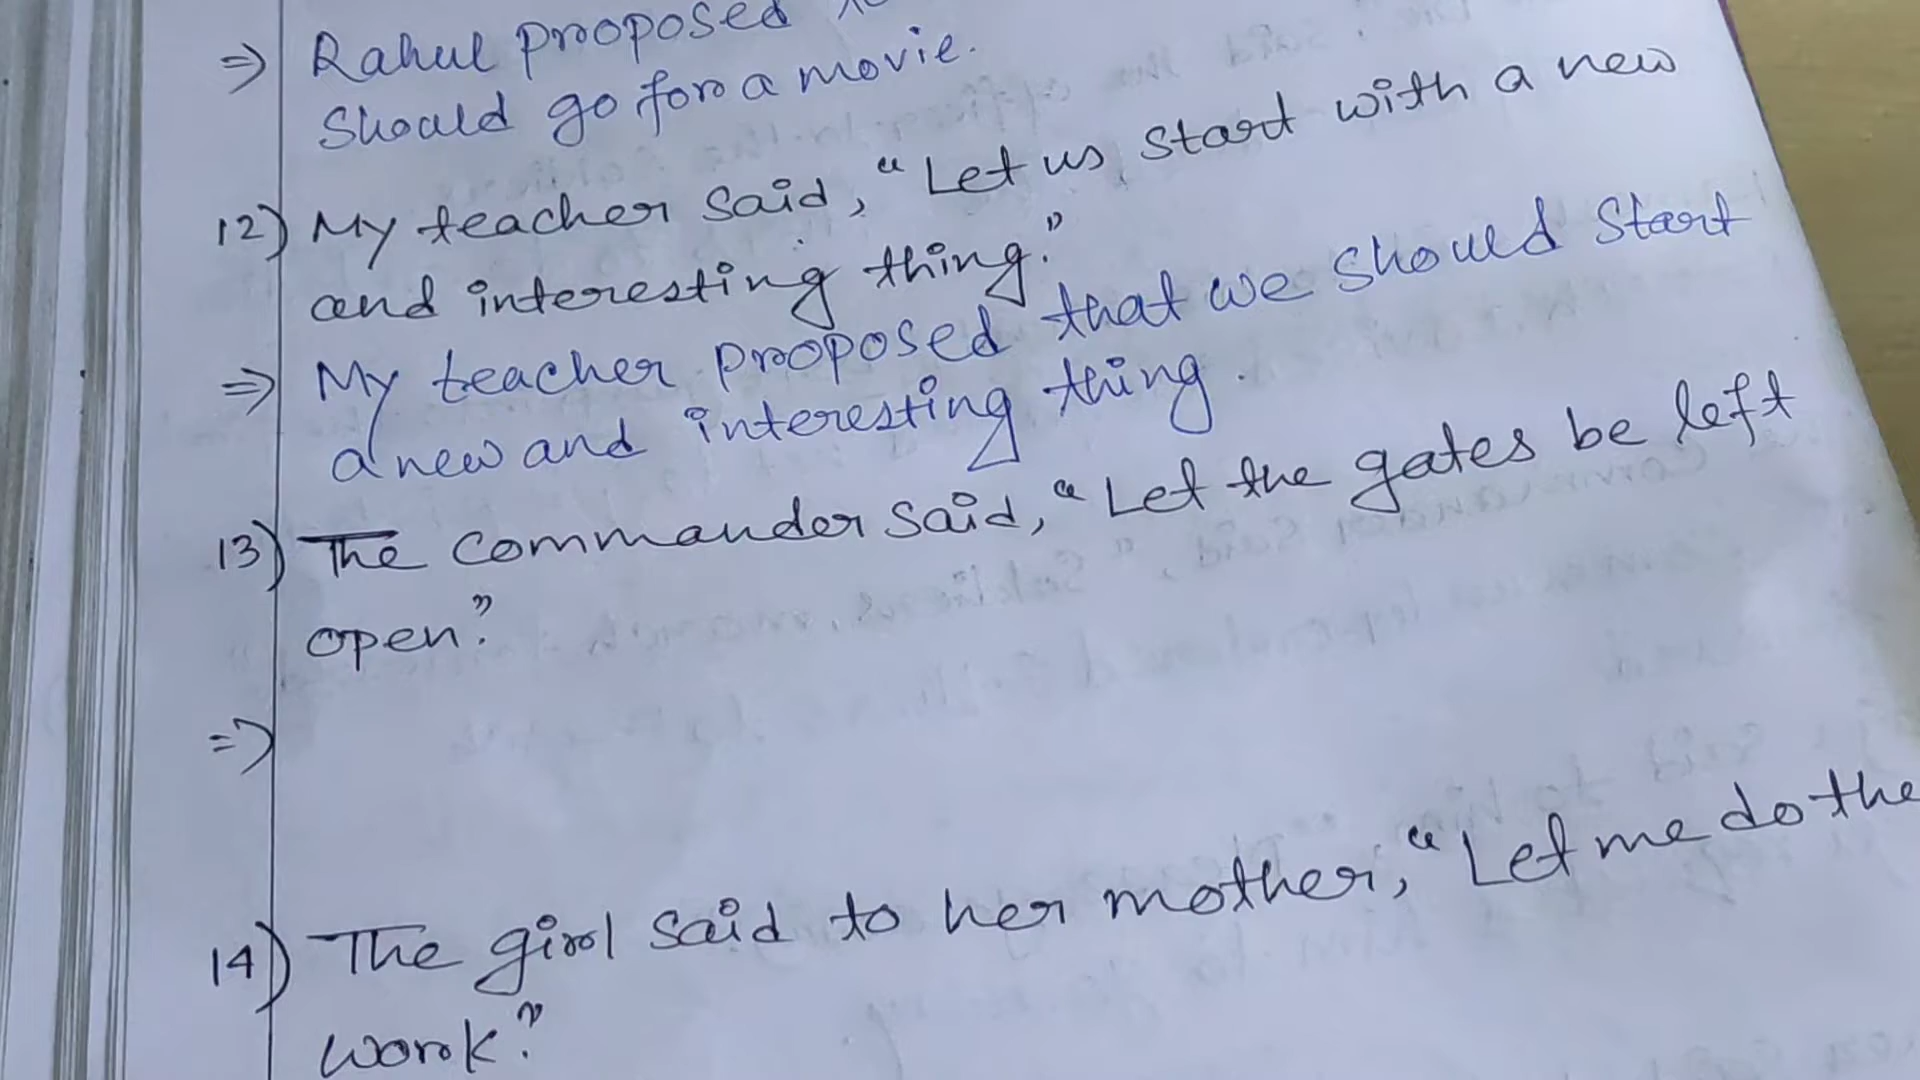 => Rahul proposed
should go for a movie.
12) My teacher said, "Let us start with a new
and interesting thing."
=> My teacher proposed that we should start
a new and interesting thing.
13) The commander said, "Let the gates be left
open."
=>
14) The girl said to her mother, "Let me do the
work."